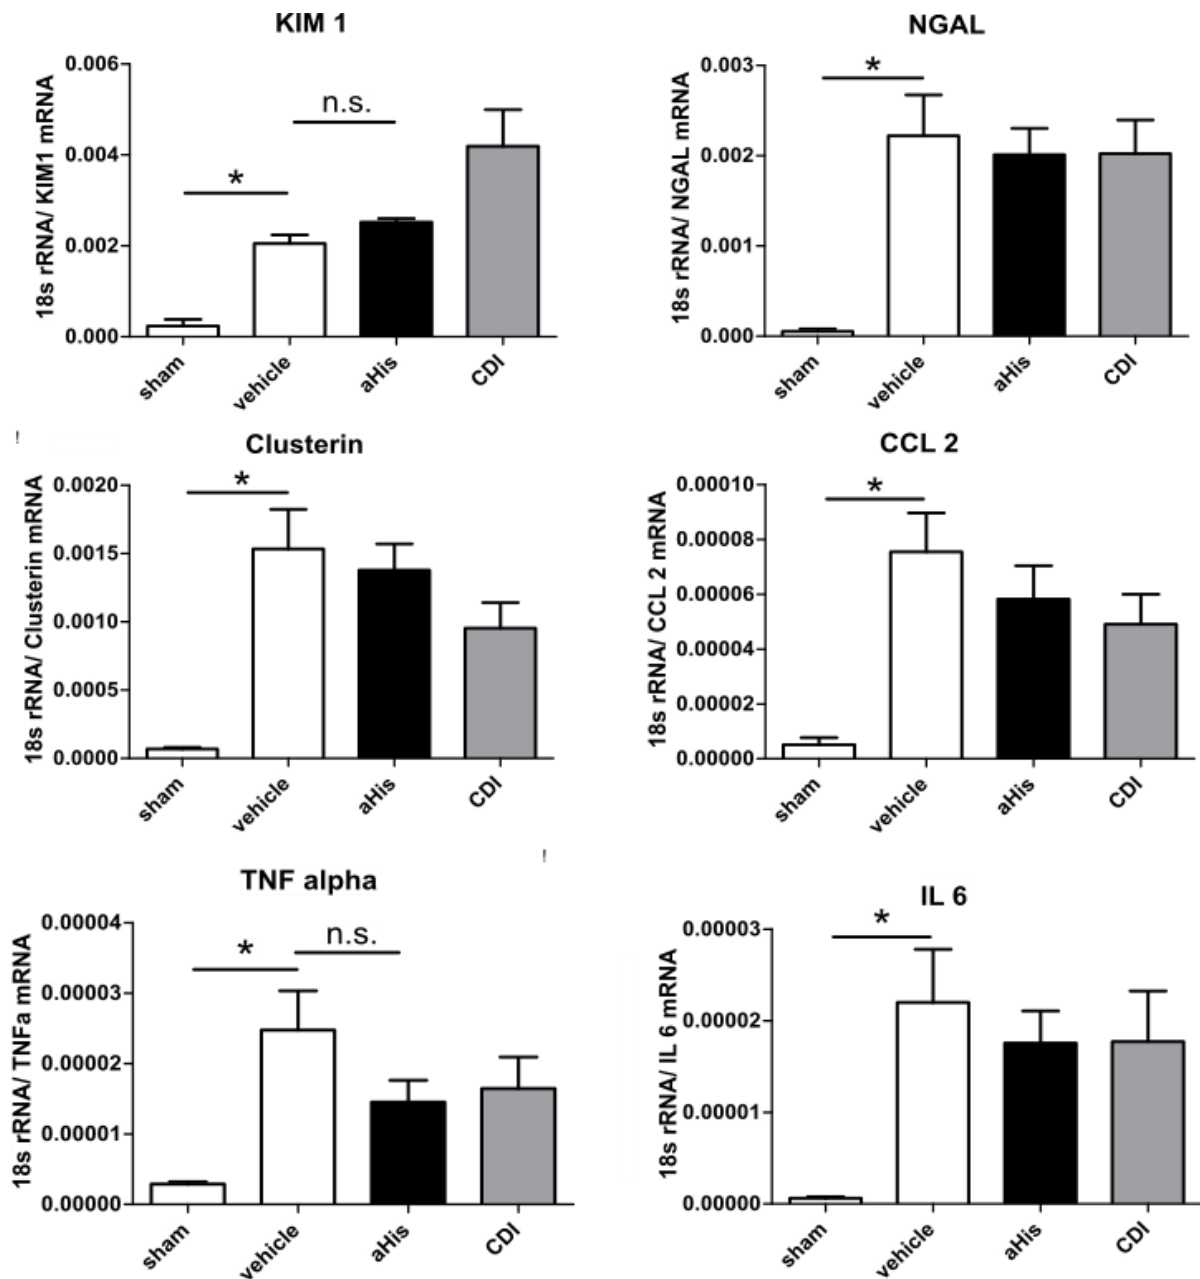 KIM 1
18s rRNA/ KIM1 mRNA
0.006
0.004
0.002
0.000
*
n.s.
sham
vehicle
aHis
CDI
NGAL
18s rRNA/ NGAL mRNA
0.003
0.002
0.001
0.000
*
sham
vehicle
aHis
CDI
!
Clusterin
18s rRNA/ Clusterin mRNA
0.0020
0.0015
0.0010
0.0005
0.0000
*
sham
vehicle
aHis
CDI
CCL 2
18s rRNA/ CCL 2 mRNA
0.00010
0.00008
0.00006
0.00004
0.00002
0.00000
*
sham
vehicle
aHis
CDI
!
TNF alpha
18s rRNA/ TNFa mRNA
0.00004
0.00003
0.00002
0.00001
0.00000
*
n.s.
sham
vehicle
aHis
CDI
IL 6
18s rRNA/ IL 6 mRNA
0.00003
0.00002
0.00001
0.00000
*
sham
vehicle
aHis
CDI